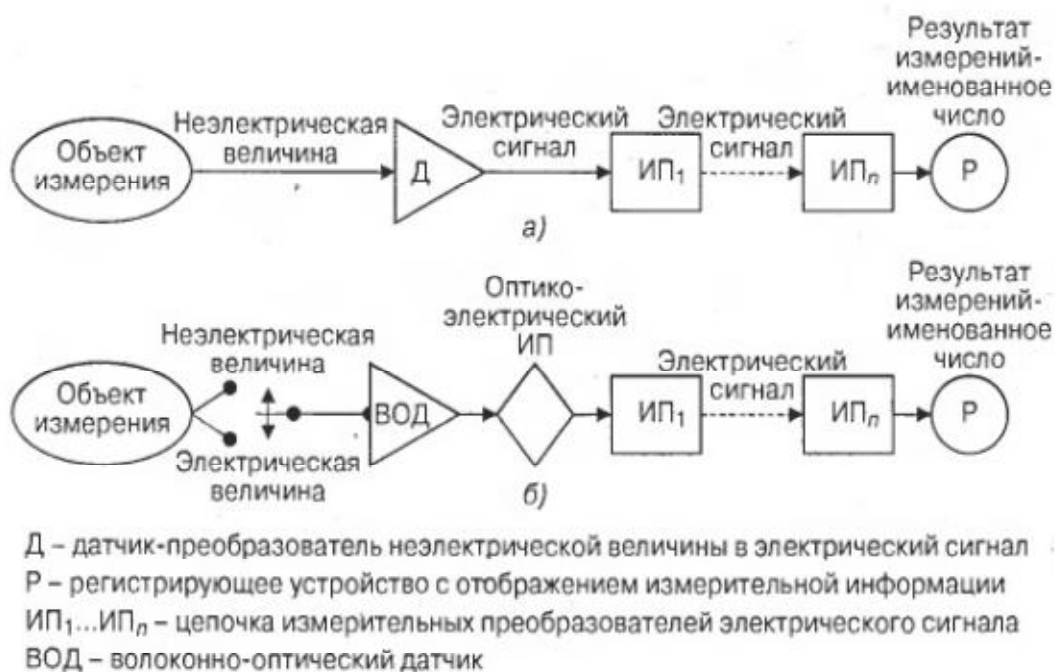 Результат
измерений-
именованное
число
Неэлектрическая
величина
Электрический
сигнал
Электрический
сигнал
Объект
измерения
Д
ИП₁
ИПₙ
Р
а)
Результат
измерений-
именованное
число
Оптико-
электрический
ИП
Неэлектрическая
величина
Электрический
сигнал
Объект
измерения
ВОД
ИП₁
ИПₙ
Р
Электрическая
величина
б)
Д – датчик-преобразователь неэлектрической величины в электрический сигнал
Р – регистрирующее устройство с отображением измерительной информации
ИП₁...ИПₙ – цепочка измерительных преобразователей электрического сигнала
ВОД – волоконно-оптический датчик